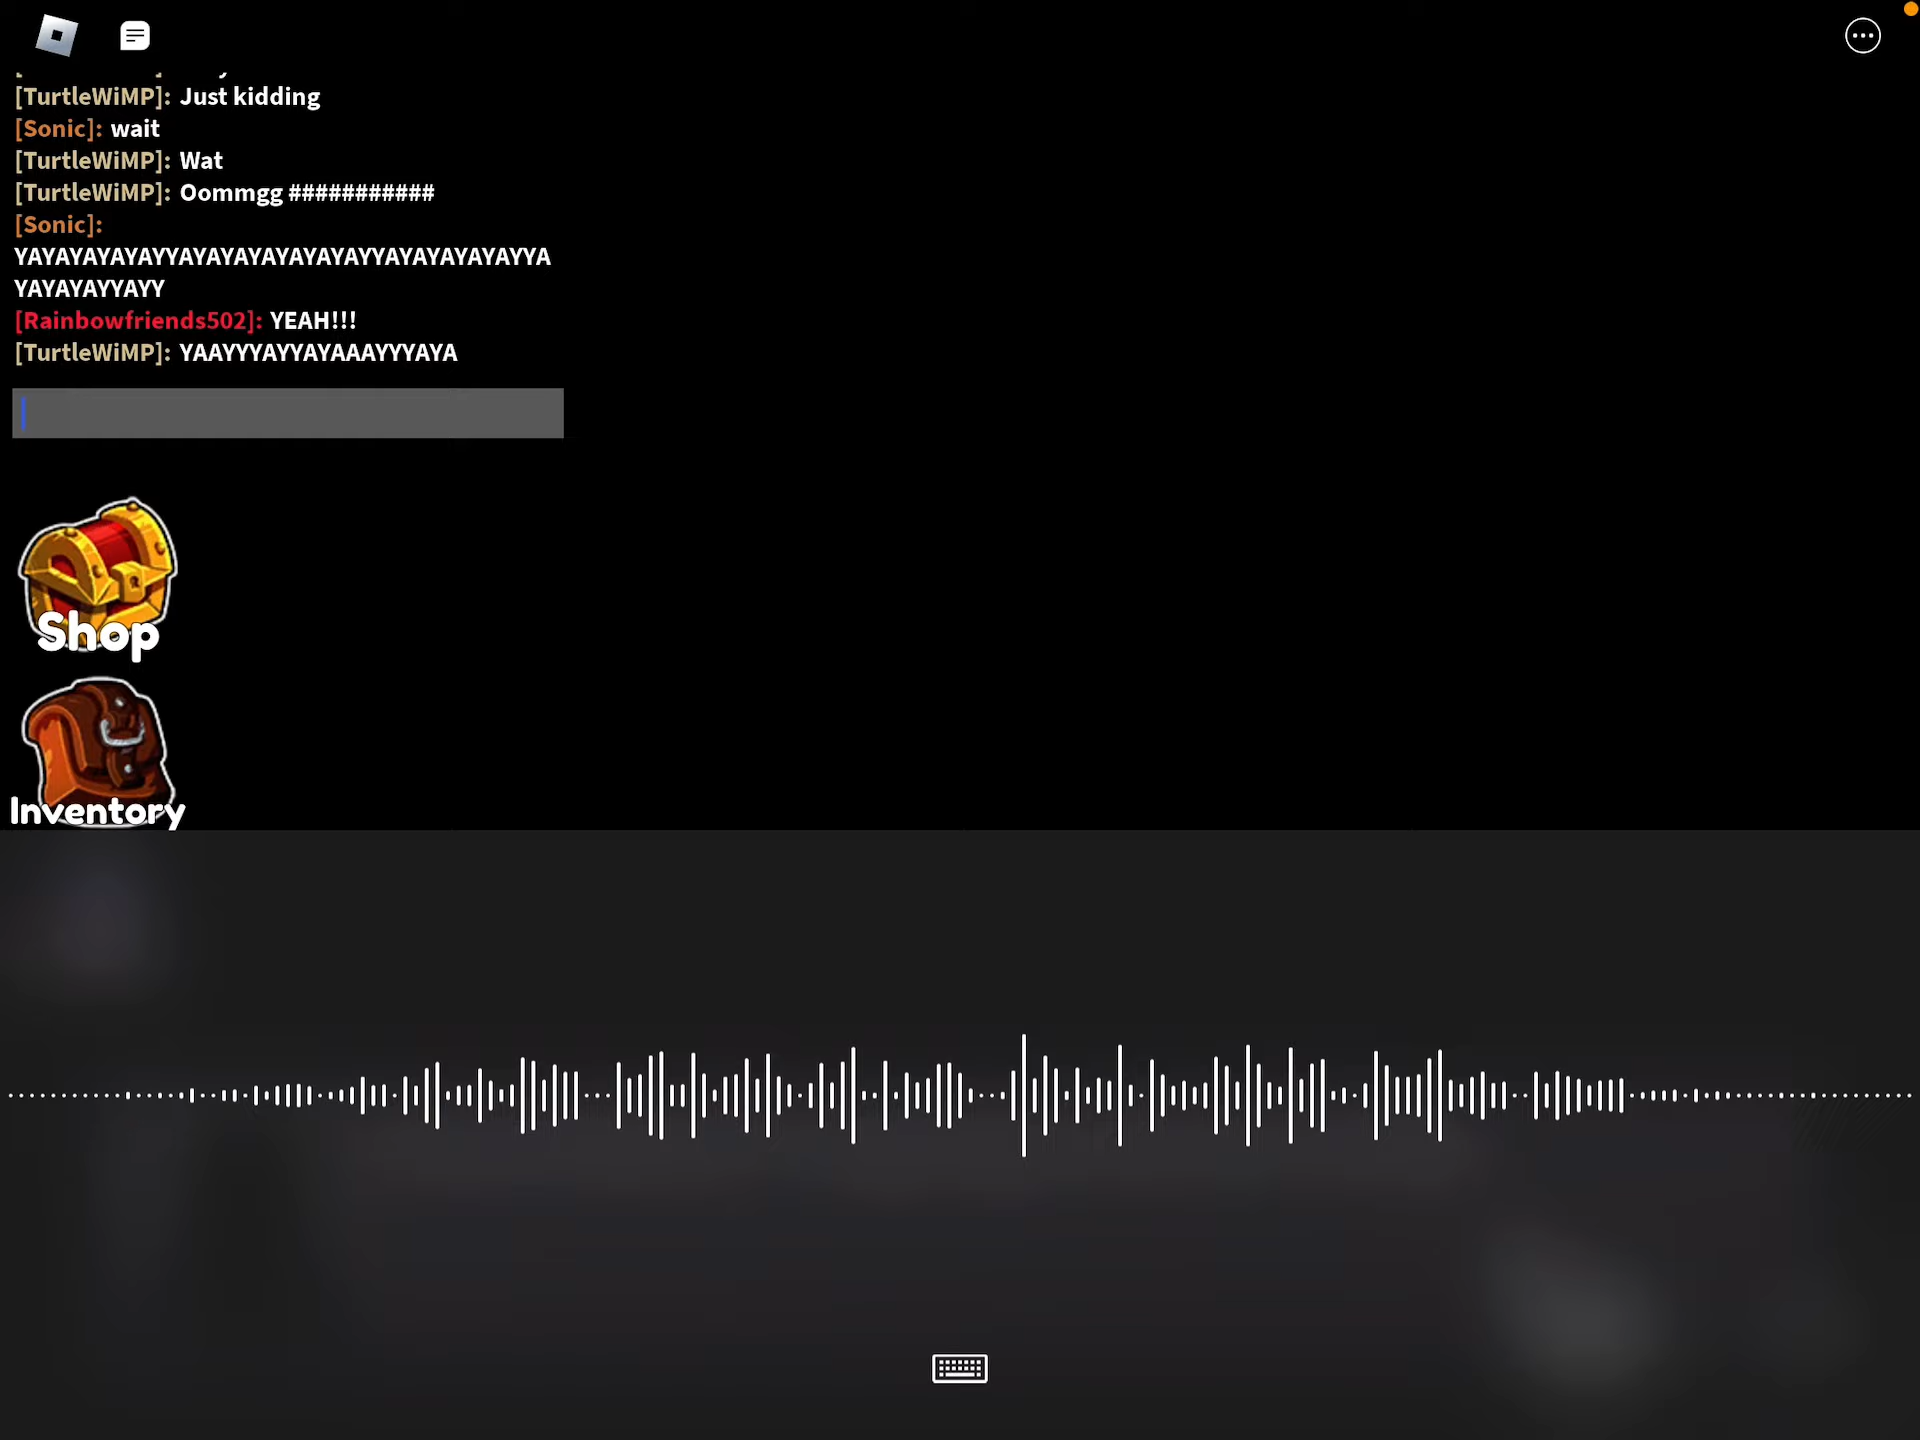 [TurtleWiMP]: Just kidding
[Sonic]: wait
[TurtleWiMP]: Wat
[TurtleWiMP]: Oommgg ###########
[Sonic]:
YAYAYAYAYAYYAYAYAYAYAYAYAYYAYAYAYAYAYYA
YAYAYAYYAYY
[Rainbowfriends502]: YEAH!!!
[TurtleWiMP]: YAAYYYAYYAYAAAYYYAYA
Shop
Inventory